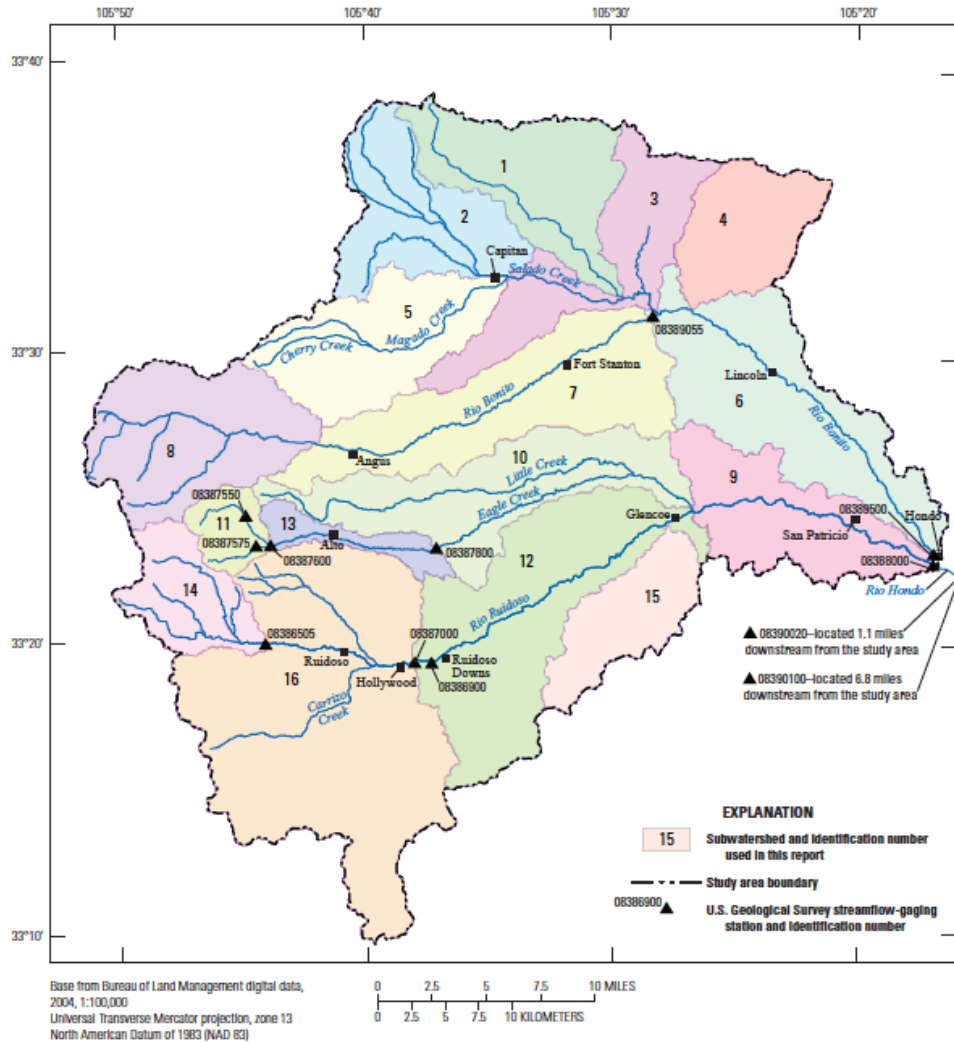 105°50'
105°40'
105°30'
105°20'
33°40'
1
3
4
2
Capitan
Salado Creek
5
Magado Creek
Cherry Creek
08389055
33°30'
Fort Stanton
Lincoln
7
6
Rio Bonito
Rio Bonito
8
Angus
10
Little Creek
9
08387550
Eagle Creek
08389500
Hondo
11
13
Glencoe
San Patricio
08387575
Alto
08387800
08387600
12
08388000
Rio Hondo
14
15
08386505
08387000
Rio Ruidoso
08390020–located 1.1 miles
downstream from the study area
33°20'
Ruidoso
Ruidoso
Downs
Hollywood
08386900
16
08390100–located 6.8 miles
downstream from the study area
Carrizo
Creek
EXPLANATION
15
Subwatershed and identification number
used in this report
Study area boundary
08386900
U.S. Geological Survey streamflow-gaging
station and identification number
33°10'
Base from Bureau of Land Management digital data,
2004, 1:100,000
Universal Transverse Mercator projection, zone 13
North American Datum of 1983 (NAD 83)
0 2.5 5 7.5 10 MILES
0 2.5 5 7.5 10 KILOMETERS